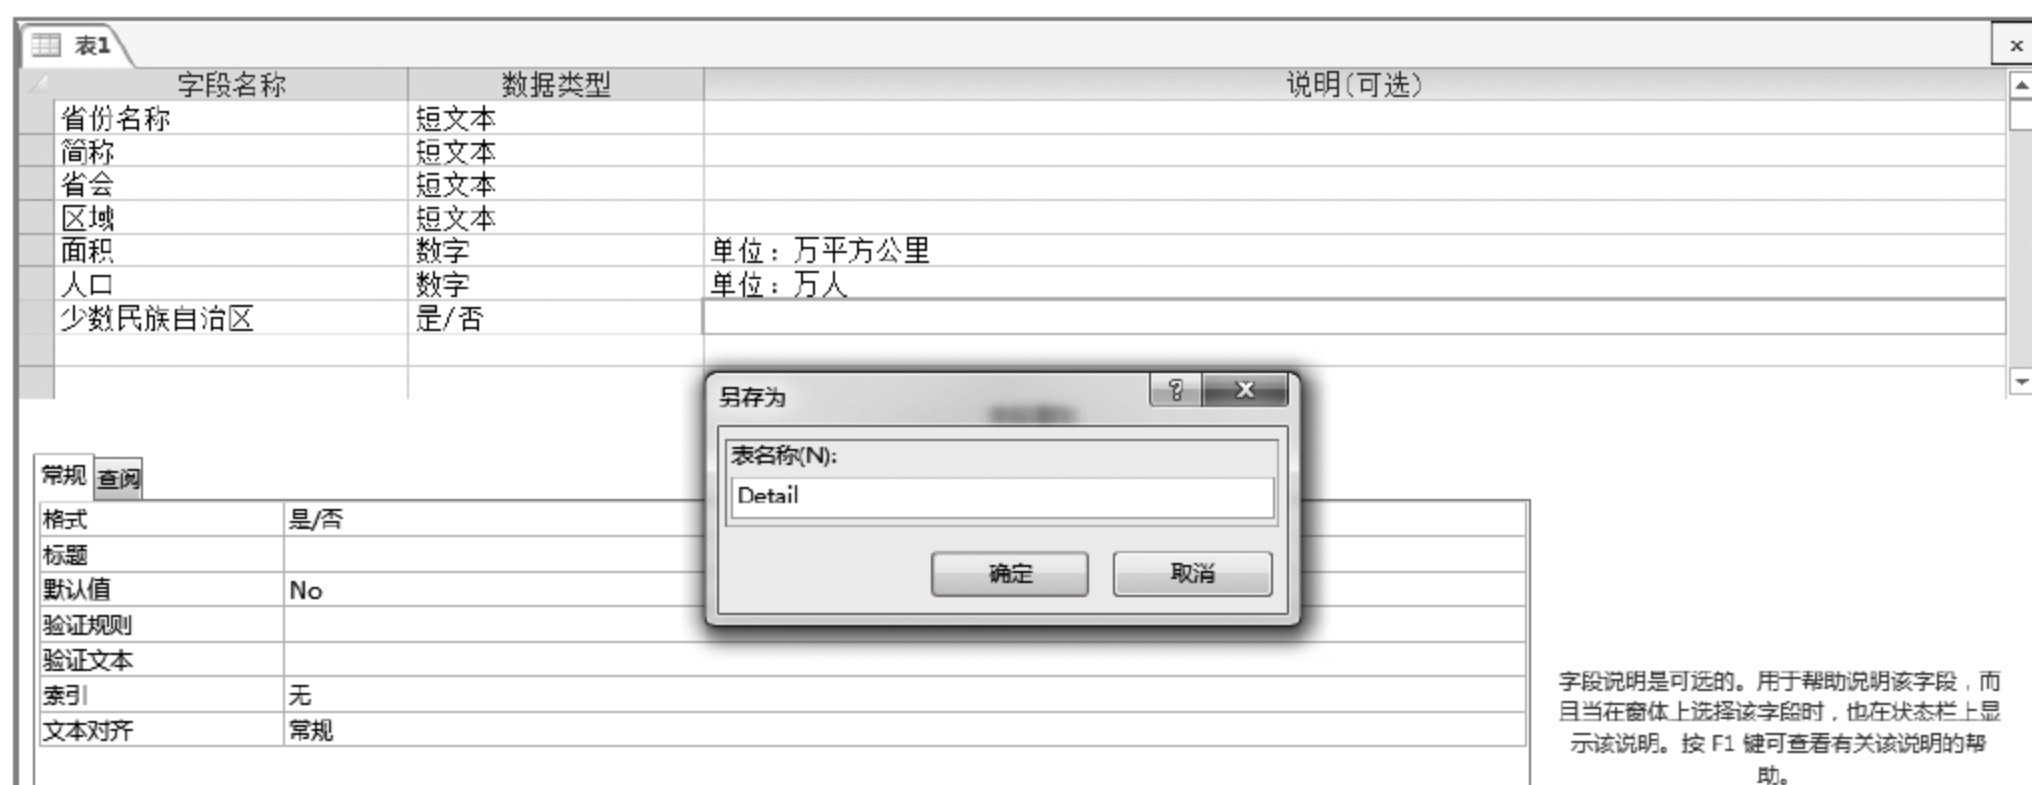 表1
字段名称 数据类型 说明(可选)
省份名称 短文本
简称 短文本
省会 短文本
区域 短文本
面积 数字 单位：万平方公里
人口 数字 单位：万人
少数民族自治区 是/否
另存为
表名称(N):
Detail
确定 取消
常规 查阅
格式 是/否
标题
默认值 No
验证规则
验证文本
索引 无
文本对齐 常规
字段说明是可选的。用于帮助说明该字段，而
且当在窗体上选择该字段时，也在状态栏上显
示该说明。按 F1 键可查看有关该说明的帮
助。